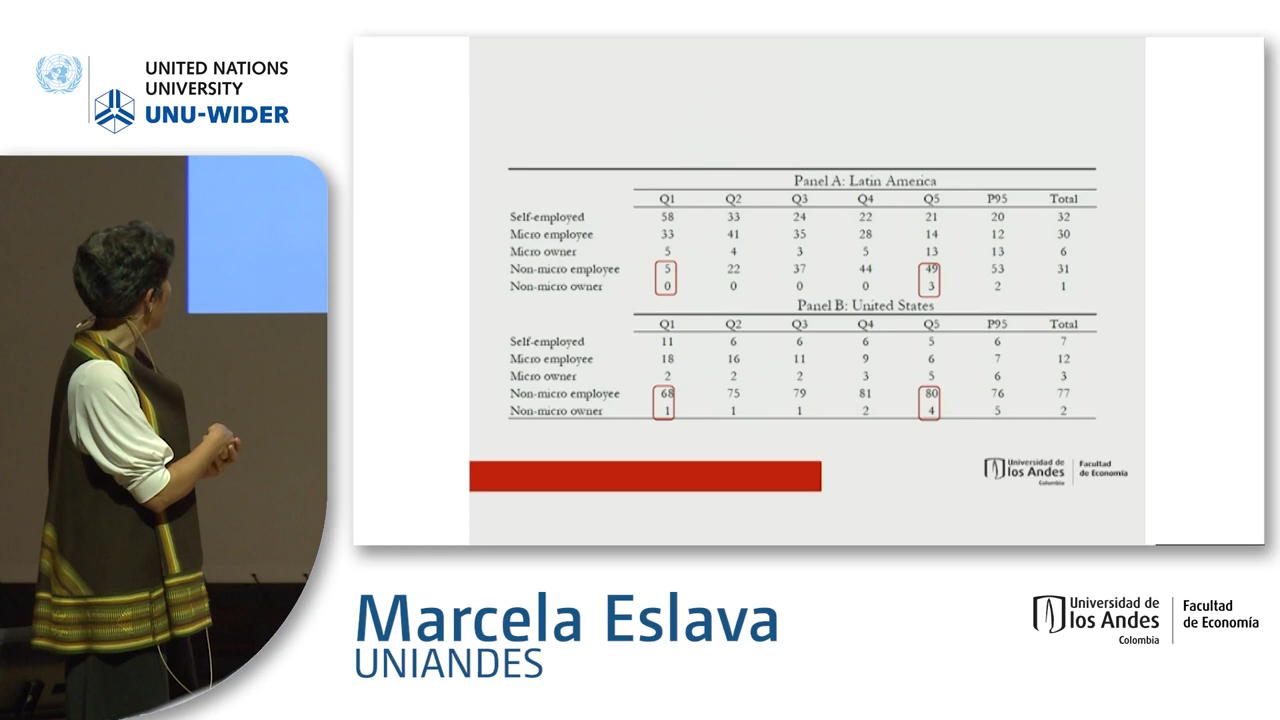 UNITED NATIONS
UNIVERSITY
UNU-WIDER
Panel A: Latin America
Q1 Q2 Q3 Q4 Q5 P95 Total
Self-employed 58 33 24 22 21 20 32
Micro employee 33 41 35 28 14 12 30
Micro owner 5 4 3 5 13 13 6
Non-micro employee 5 22 37 44 49 53 31
Non-micro owner 0 0 0 0 3 2 1
Panel B: United States
Q1 Q2 Q3 Q4 Q5 P95 Total
Self-employed 11 6 6 6 5 6 7
Micro employee 18 16 11 9 6 7 12
Micro owner 2 2 2 3 5 6 3
Non-micro employee 68 75 79 81 80 76 77
Non-micro owner 1 1 1 2 4 5 2
Universidad de
los Andes
Colombia
Facultad
de Economía
Marcela Eslava
UNIANDES
Universidad de
los Andes
Colombia
Facultad
de Economía